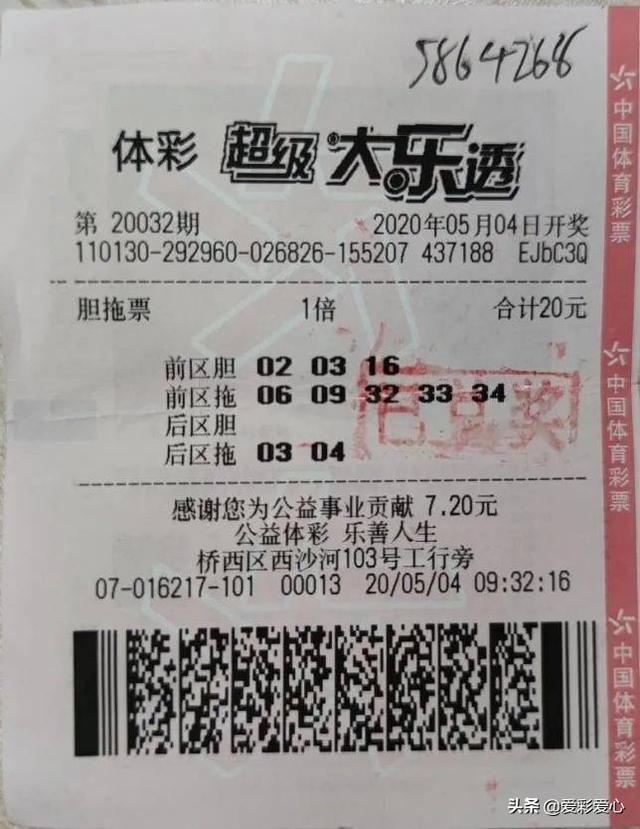 5864268
体彩 超级大乐透
第 20032期 2020年05月04日开奖
110130-292960-026826-155207 437188 EJbC3Q
胆拖票 1倍 合计20元
前区胆 02 03 16
前区拖 06 09 32 33 34
后区胆
后区拖 03 04
已兑奖
感谢您为公益事业贡献 7.20元
公益体彩 乐善人生
桥西区西沙河103号工行旁
07-016217-101 00013 20/05/04 09:32:16
中国体育彩票
中国体育彩票
中国体育彩票
头条 @爱彩爱心